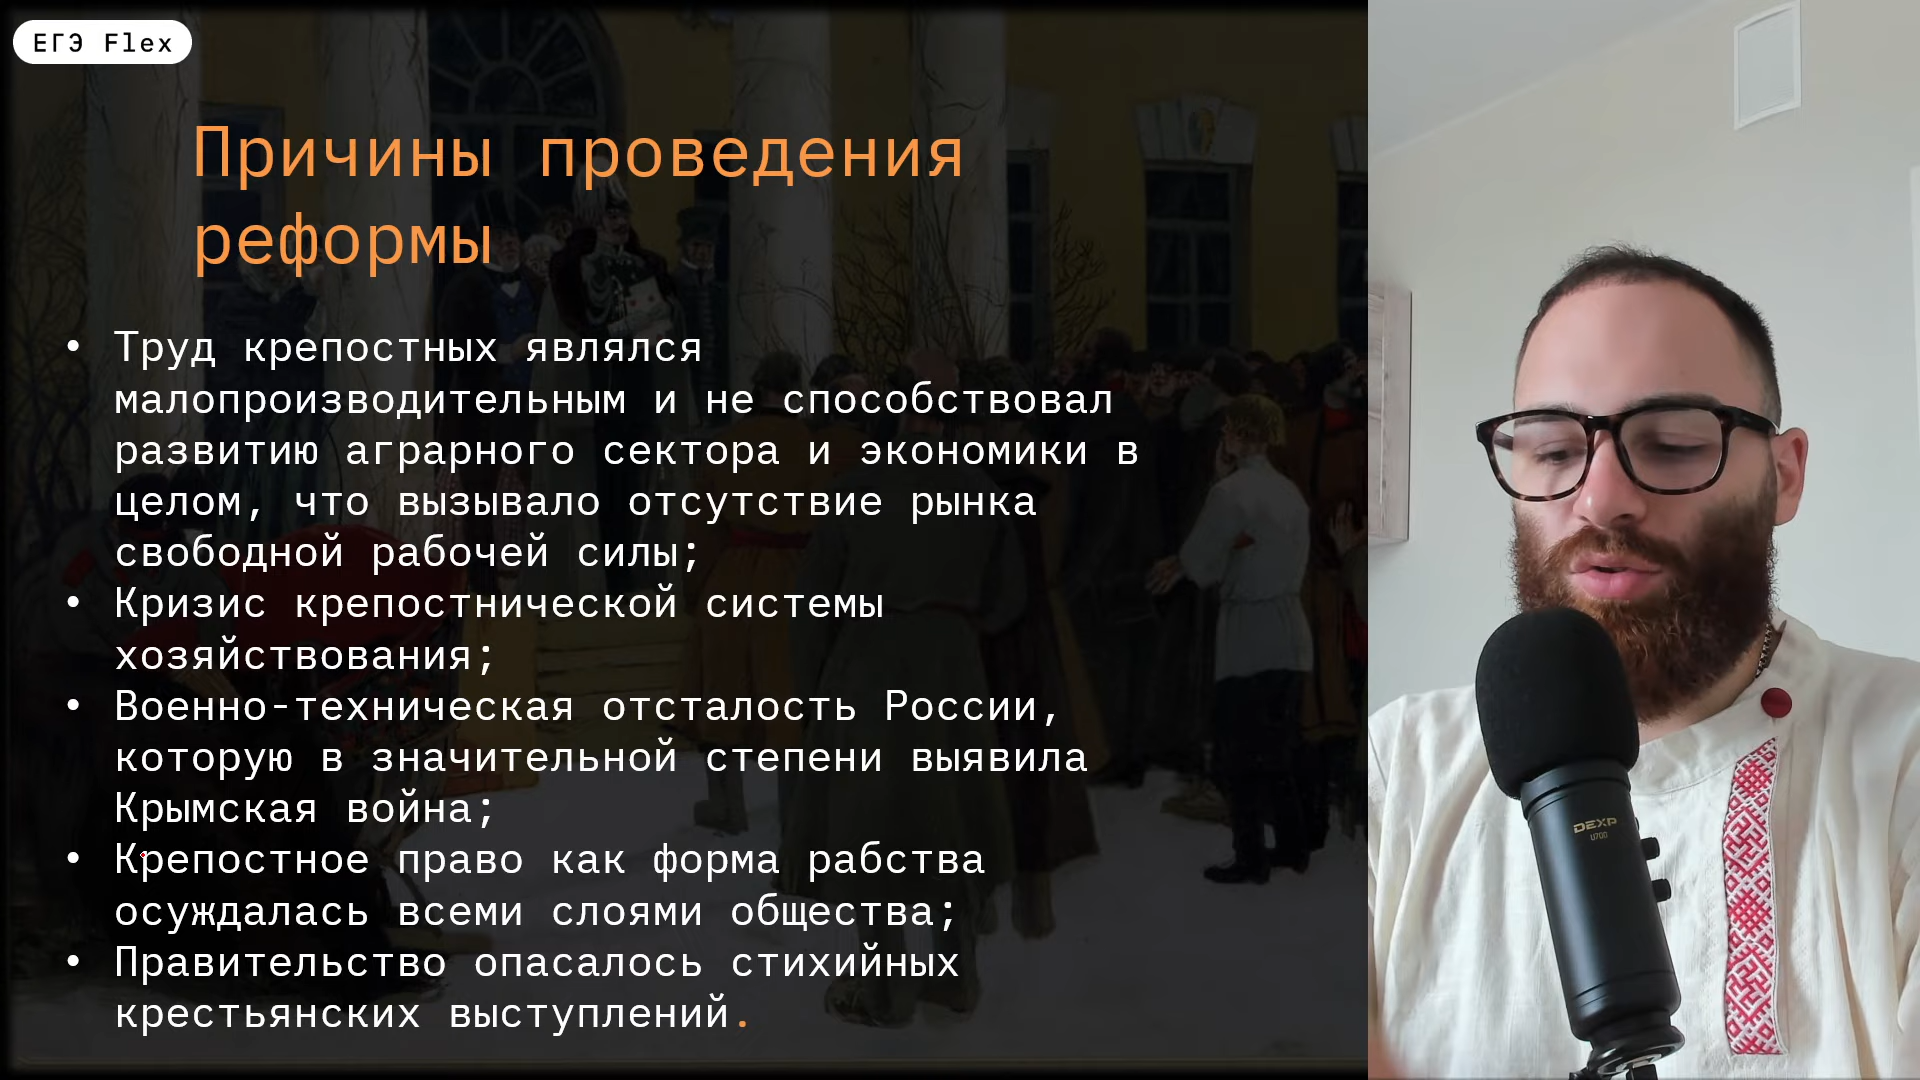 ЕГЭ Flex
Причины проведения
реформы
• Труд крепостных являлся
малопроизводительным и не способствовал
развитию аграрного сектора и экономики в
целом, что вызывало отсутствие рынка
свободной рабочей силы;
• Кризис крепостнической системы
хозяйствования;
• Военно-техническая отсталость России,
которую в значительной степени выявила
Крымская война;
• Крепостное право как форма рабства
осуждалась всеми слоями общества;
• Правительство опасалось стихийных
крестьянских выступлений.
DEXP
U700